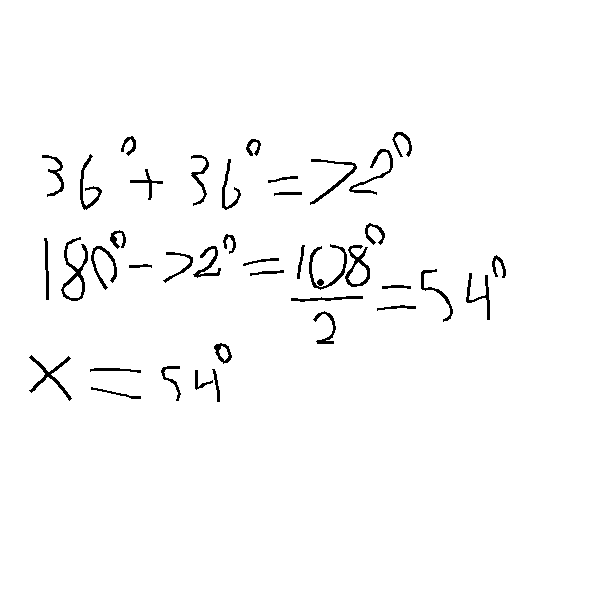 36° + 36° = 72°
180° - 72° = 108°/2 = 54°
x = 54°